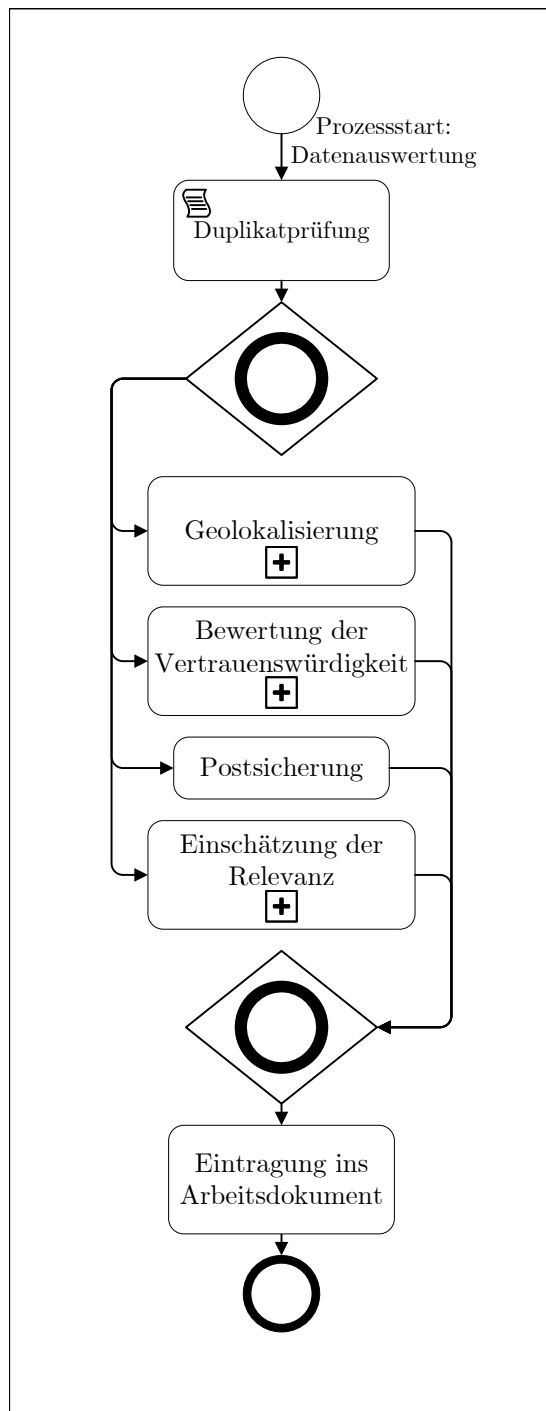 Prozessstart:
Datenauswertung
Duplikatprüfung
Geolokalisierung
Bewertung der
Vertrauenswürdigkeit
Postsicherung
Einschätzung der
Relevanz
Eintragung ins
Arbeitsdokument